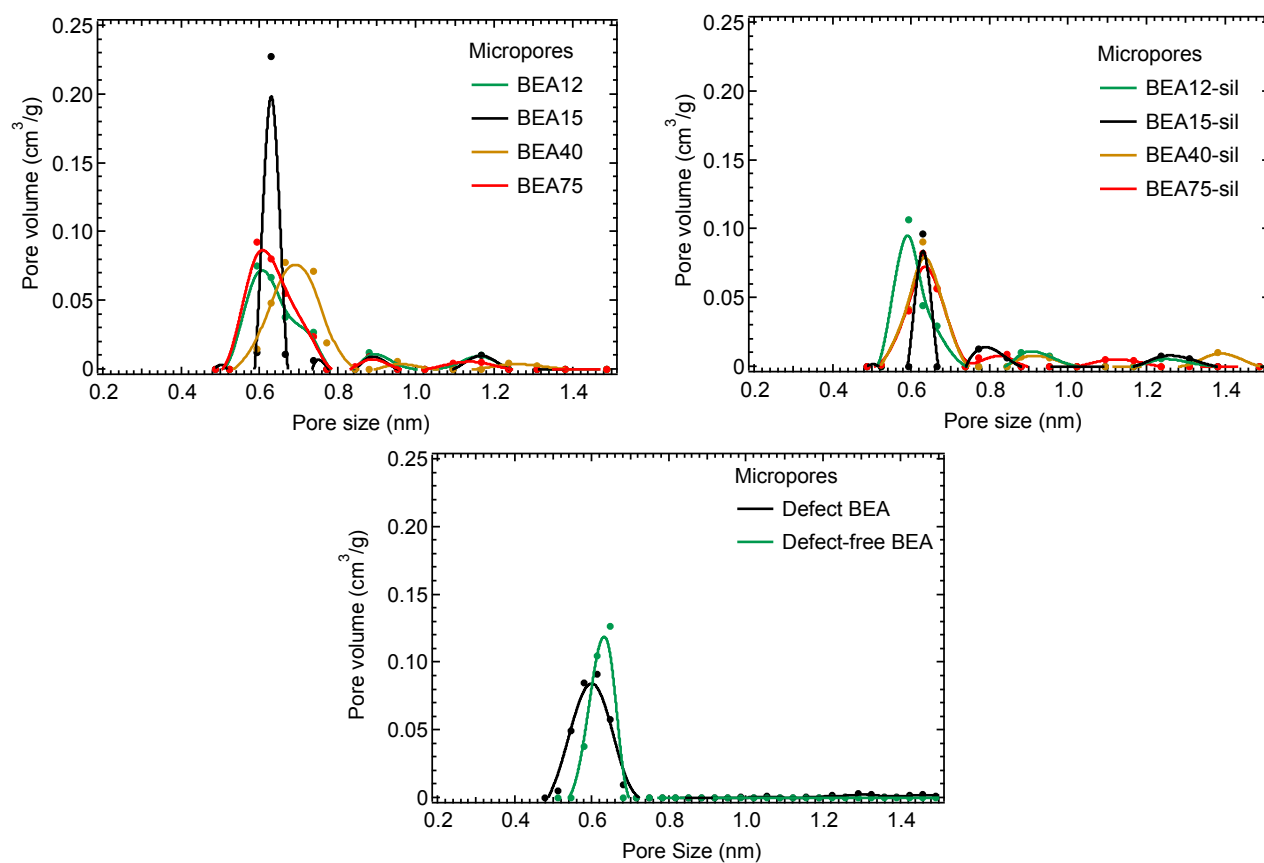 0.25
0.20
0.15
0.10
0.05
0
Pore volume (cm³/g)
Micropores
BEA12
BEA15
BEA40
BEA75
0.2 0.4 0.6 0.8 1.0 1.2 1.4
Pore size (nm)
0.25
0.20
0.15
0.10
0.05
0
Pore volume (cm³/g)
Micropores
BEA12-sil
BEA15-sil
BEA40-sil
BEA75-sil
0.2 0.4 0.6 0.8 1.0 1.2 1.4
Pore size (nm)
0.25
0.20
0.15
0.10
0.05
0
Pore volume (cm³/g)
Micropores
Defect BEA
Defect-free BEA
0.2 0.4 0.6 0.8 1.0 1.2 1.4
Pore Size (nm)